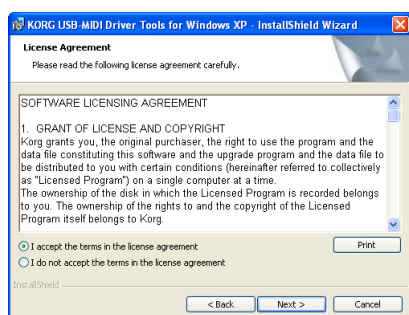 KORG USB-MIDI Driver Tools for Windows XP - InstallShield Wizard
License Agreement
Please read the following license agreement carefully.
SOFTWARE LICENSING AGREEMENT
1. GRANT OF LICENSE AND COPYRIGHT
Korg grants you, the original purchaser, the right to use the program and the
data file constituting this software and the upgrade program and the data file to
be distributed to you with certain conditions (hereinafter referred to collectively
as "Licensed Program") on a single computer at a time.
The ownership of the disk in which the Licensed Program is recorded belongs
to you. The ownership of the rights to and the copyright of the Licensed
Program itself belongs to Korg.
I accept the terms in the license agreement
Print
I do not accept the terms in the license agreement
InstallShield
< Back
Next >
Cancel